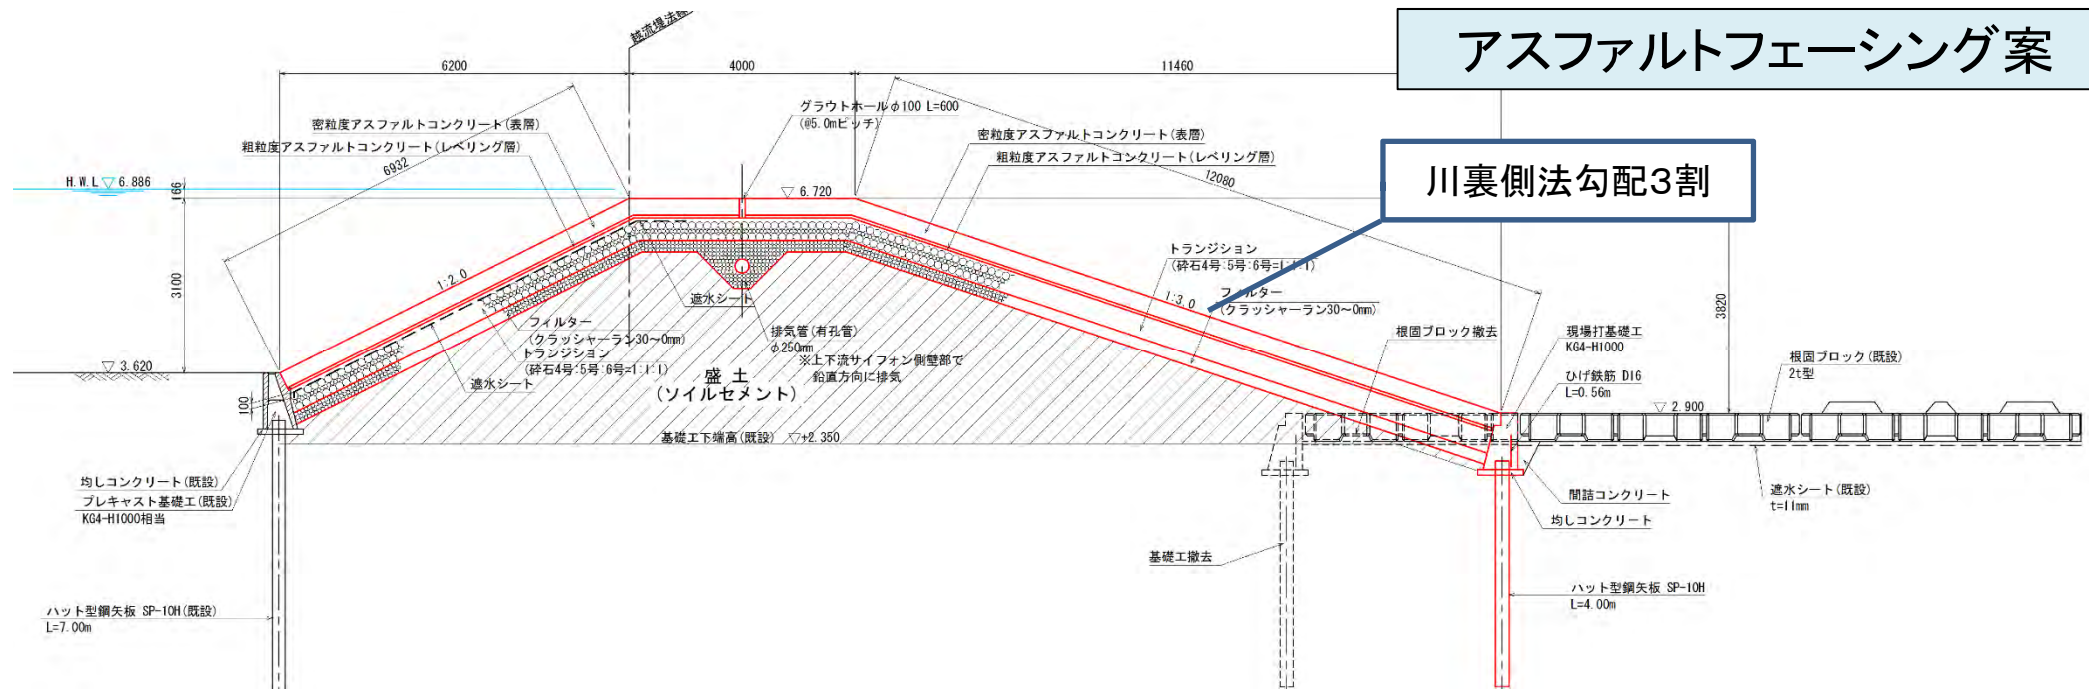 アスファルトフェーシング案
川裏側法勾配3割
6200
4000
11460
グラウトホールφ100 L=600
(@5.0mピッチ)
密粒度アスファルトコンクリート(表層)
粗粒度アスファルトコンクリート(レベリング層)
6932
密粒度アスファルトコンクリート(表層)
粗粒度アスファルトコンクリート(レベリング層)
12080
H.W.L ▽ 6.886
166
▽ 6.720
3100
1:2.0
トランジション
(砕石4号:5号:6号=1:1:1)
1:3.0
フィルター
(クラッシャーラン30～0mm)
3820
遮水シート
フィルター
(クラッシャーラン30～0mm)
トランジション
(砕石4号:5号:6号=1:1:1)
遮水シート
排気管(有孔管)
φ250mm
※上下流サイフォン側壁部で
鉛直方向に排気
盛土
(ソイルセメント)
根固ブロック撤去
現場打基礎工
KG4-H1000
ひげ鉄筋 D16
L=0.56m
根固ブロック(既設)
2t型
▽ 3.620
100
▽ 2.900
基礎工下端高(既設) ▽+2.350
均しコンクリート(既設)
プレキャスト基礎工(既設)
KG4-H1000相当
間詰コンクリート
均しコンクリート
遮水シート(既設)
t=11mm
基礎工撤去
ハット型鋼矢板 SP-10H(既設)
L=7.00m
ハット型鋼矢板 SP-10H
L=4.00m